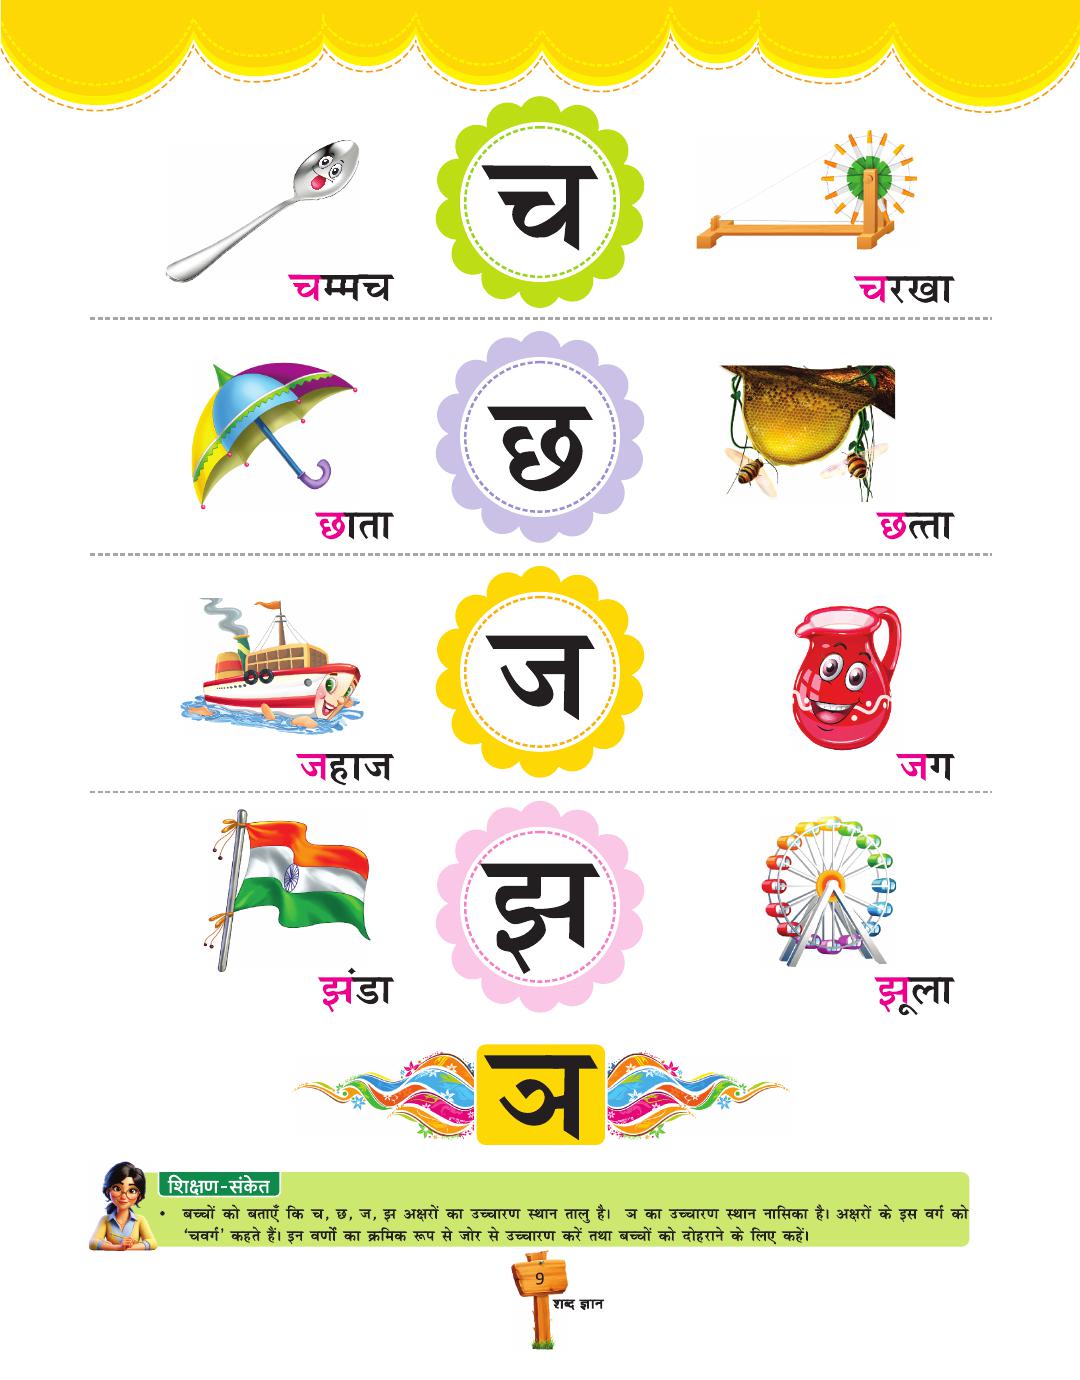 च
चम्मच
चरखा
छ
छाता
छत्ता
ज
जहाज
जग
झ
झंडा
झूला
ञ
शिक्षण-संकेत
• बच्चों को बताएँ कि च, छ, ज, झ अक्षरों का उच्चारण स्थान तालु है। ञ का उच्चारण स्थान नासिका है। अक्षरों के इस वर्ग को
‘चवर्ग’ कहते हैं। इन वर्णों का क्रमिक रूप से जोर से उच्चारण करें तथा बच्चों को दोहराने के लिए कहें।
9
शब्द ज्ञान